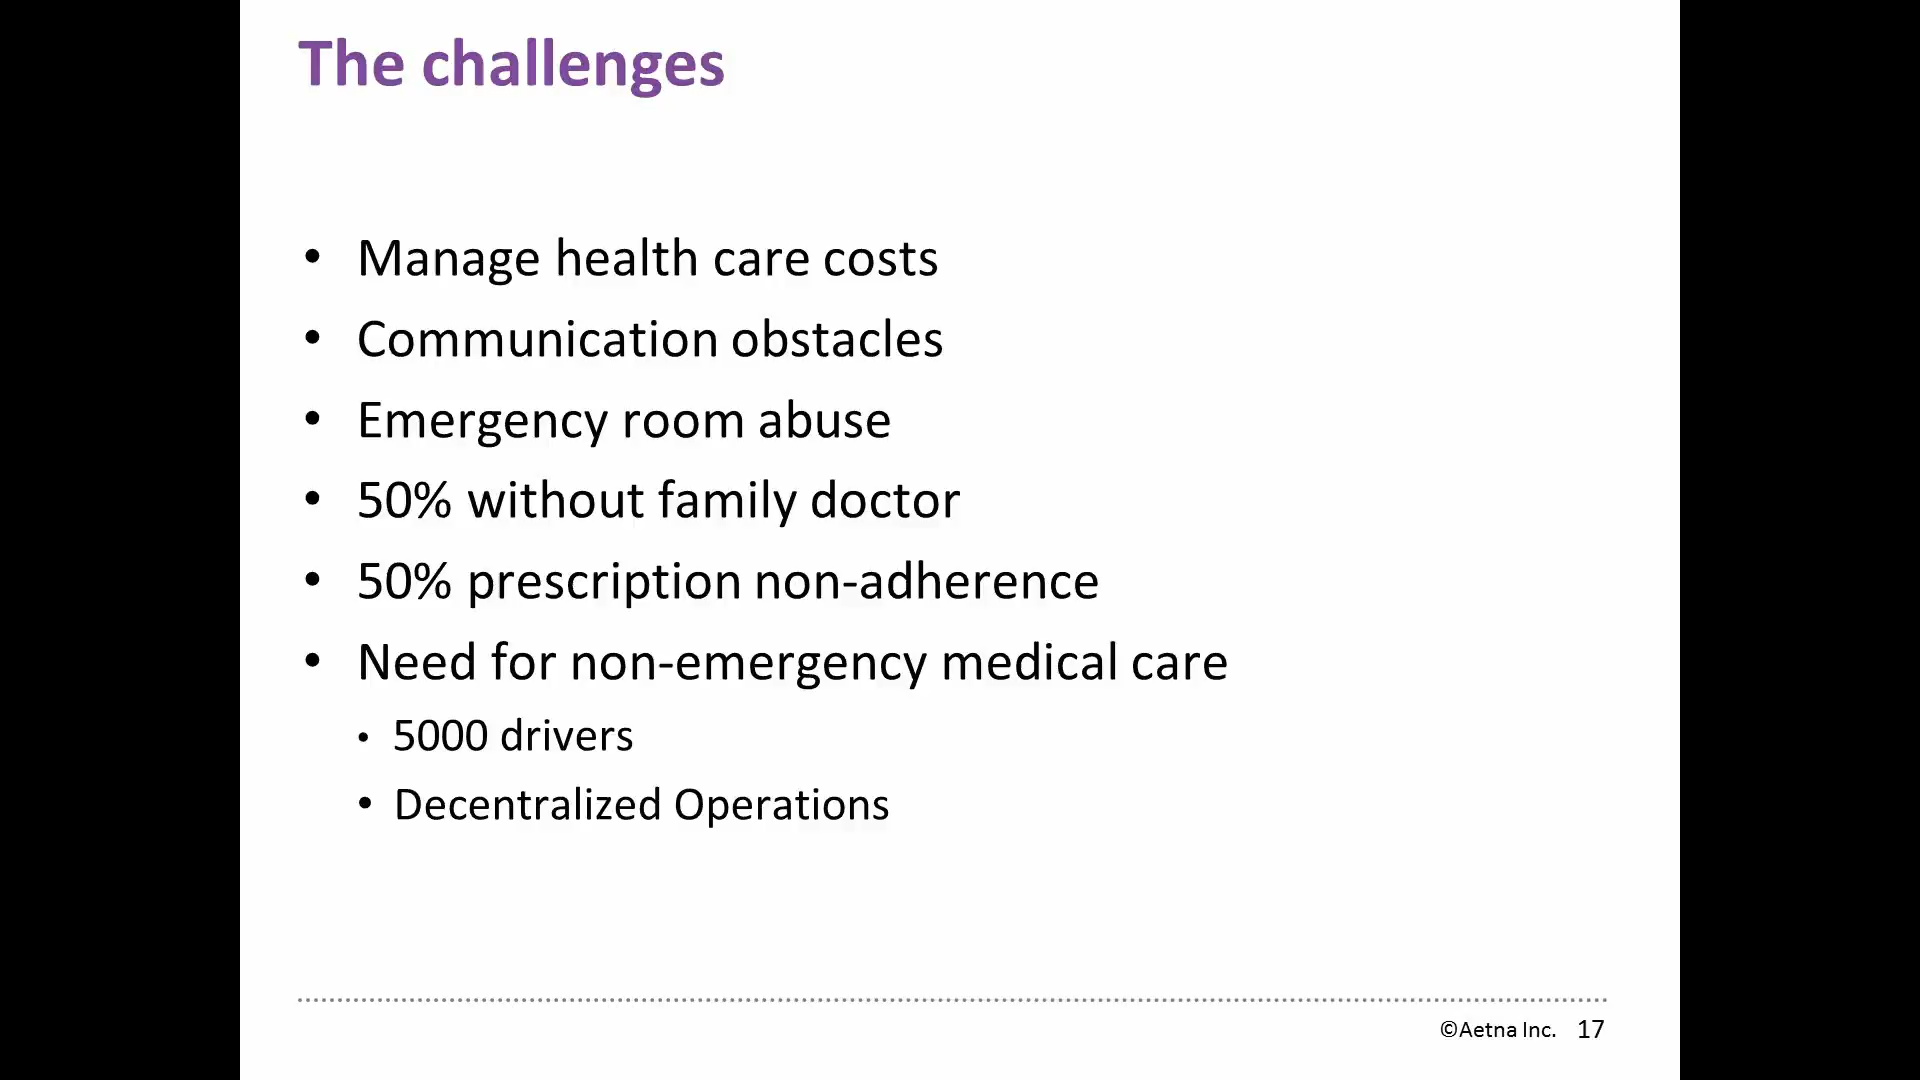 The challenges
• Manage health care costs
• Communication obstacles
• Emergency room abuse
• 50% without family doctor
• 50% prescription non-adherence
• Need for non-emergency medical care
• 5000 drivers
• Decentralized Operations
©Aetna Inc. 17